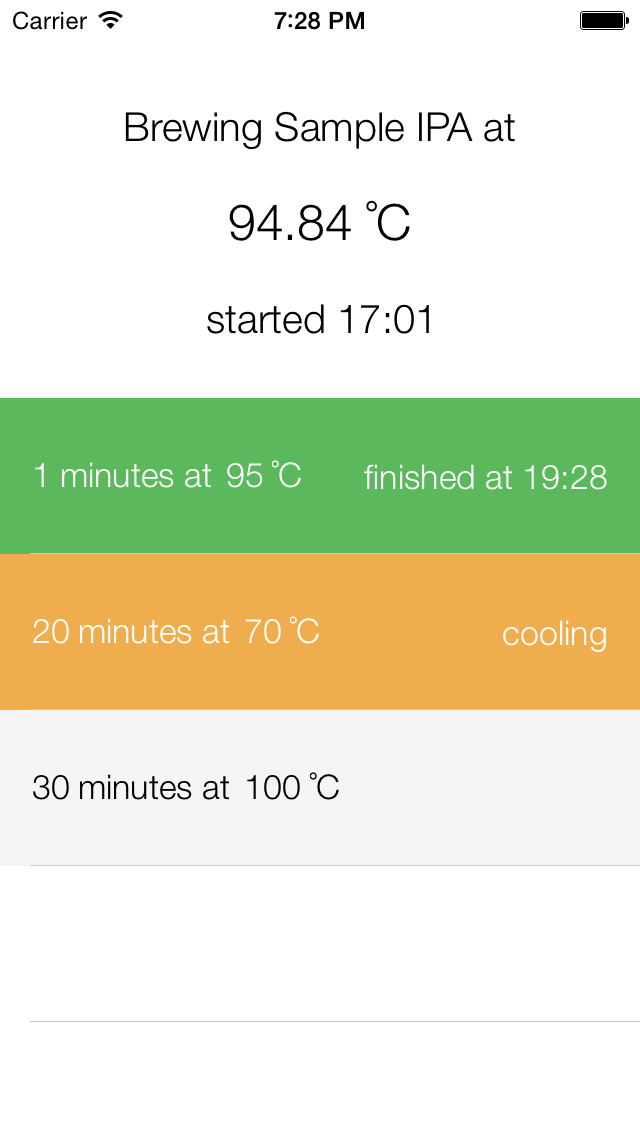 Carrier 7:28 PM
Brewing Sample IPA at
94.84 °C
started 17:01
1 minutes at 95 °C finished at 19:28
20 minutes at 70 °C cooling
30 minutes at 100 °C